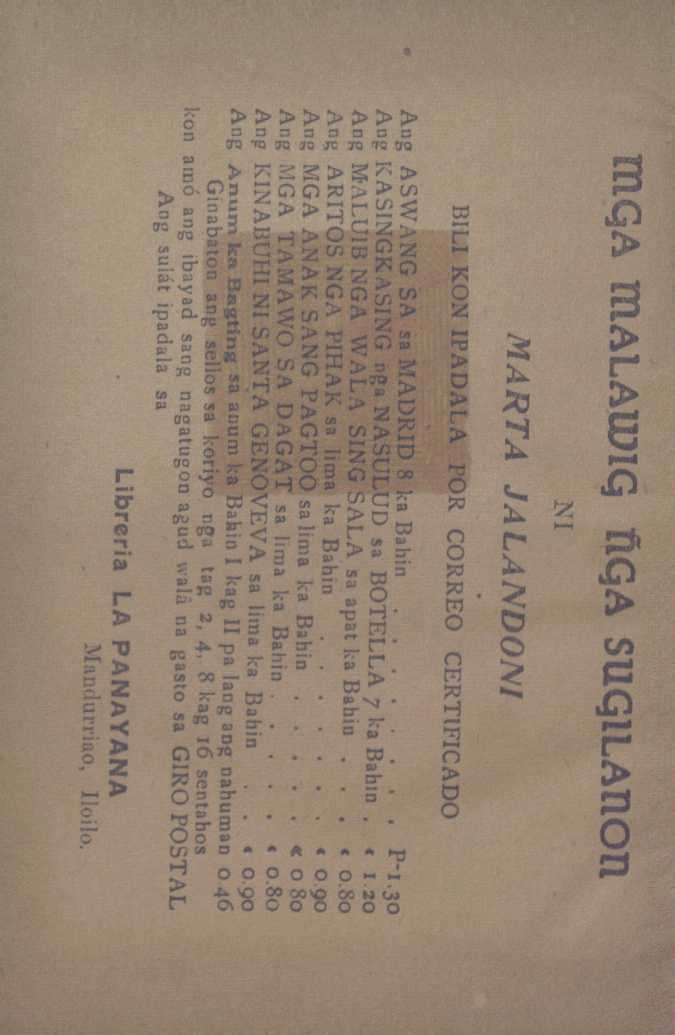 MGA MALAWIG ÑGA SUGILANON
NI
MARTA JALANDONI
BILI KON IPADALA POR CORREO CERTIFICADO
Ang ASWANG SA sa MADRID 8 ka Bahin . . . . . . . P-1.30
Ang KASINGKASING nga NASULUD sa BOTELLA 7 ka Bahin . « 1.20
Ang MALUIB NGA WALA SING SALA sa apat ka Bahin . . . « 0.80
Ang ARITOS NGA PIHAK sa lima ka Bahin . . . . . « 0.90
Ang MGA ANAK SANG PAGTOO sa lima ka Bahin . . . . . « 0 80
Ang MGA TAMAWO SA DAGAT sa lima ka Bahin . . . . . « 0.80
Ang KINABUHI NI SANTA GENOVEVA sa lima ka Bahin . . « 0.90
Ang Anum ka Bagting sa anum ka Bahin I kag II pa lang ang nahuman 0 46
Ginabaton ang sellos sa koriyo nga tag 2, 4, 8 kag 16 sentabos
kon amó ang ibayad sang nagatugon agud walâ na gasto sa GIRO POSTAL
Ang sulát ipadala sa
Libreria LA PANAYANA
Mandurriao, Iloilo.